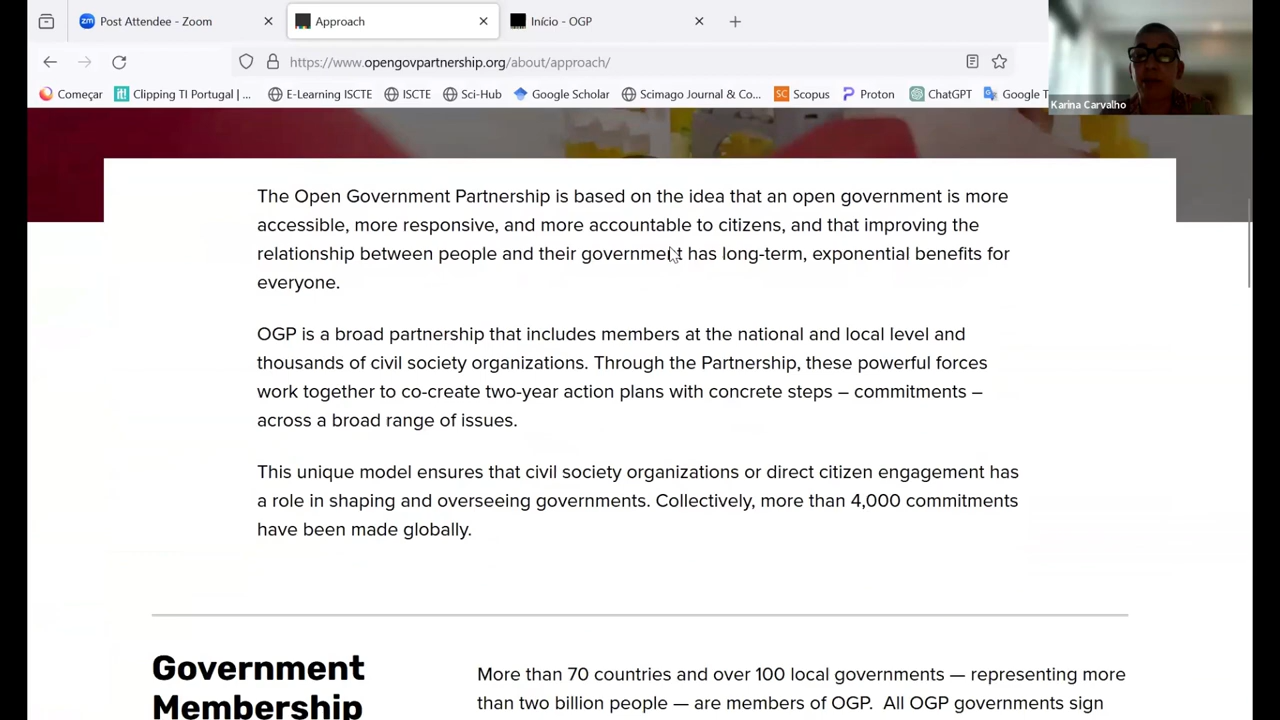 Post Attendee - Zoom
Approach
Início - OGP
https://www.opengovpartnership.org/about/approach/
Começar
Clipping TI Portugal | ...
E-Learning ISCTE
ISCTE
Sci-Hub
Google Scholar
Scimago Journal & Co...
Scopus
Proton
ChatGPT
Google T
Karina Carvalho
The Open Government Partnership is based on the idea that an open government is more
accessible, more responsive, and more accountable to citizens, and that improving the
relationship between people and their government has long-term, exponential benefits for
everyone.
OGP is a broad partnership that includes members at the national and local level and
thousands of civil society organizations. Through the Partnership, these powerful forces
work together to co-create two-year action plans with concrete steps – commitments –
across a broad range of issues.
This unique model ensures that civil society organizations or direct citizen engagement has
a role in shaping and overseeing governments. Collectively, more than 4,000 commitments
have been made globally.
Government
Membership
More than 70 countries and over 100 local governments — representing more
than two billion people — are members of OGP. All OGP governments sign